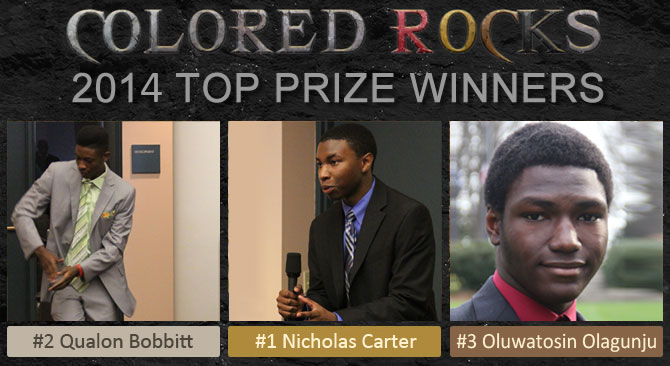 COLORED ROCKS
2014 TOP PRIZE WINNERS
#2 Qualon Bobbitt
#1 Nicholas Carter
#3 Oluwatosin Olagunju